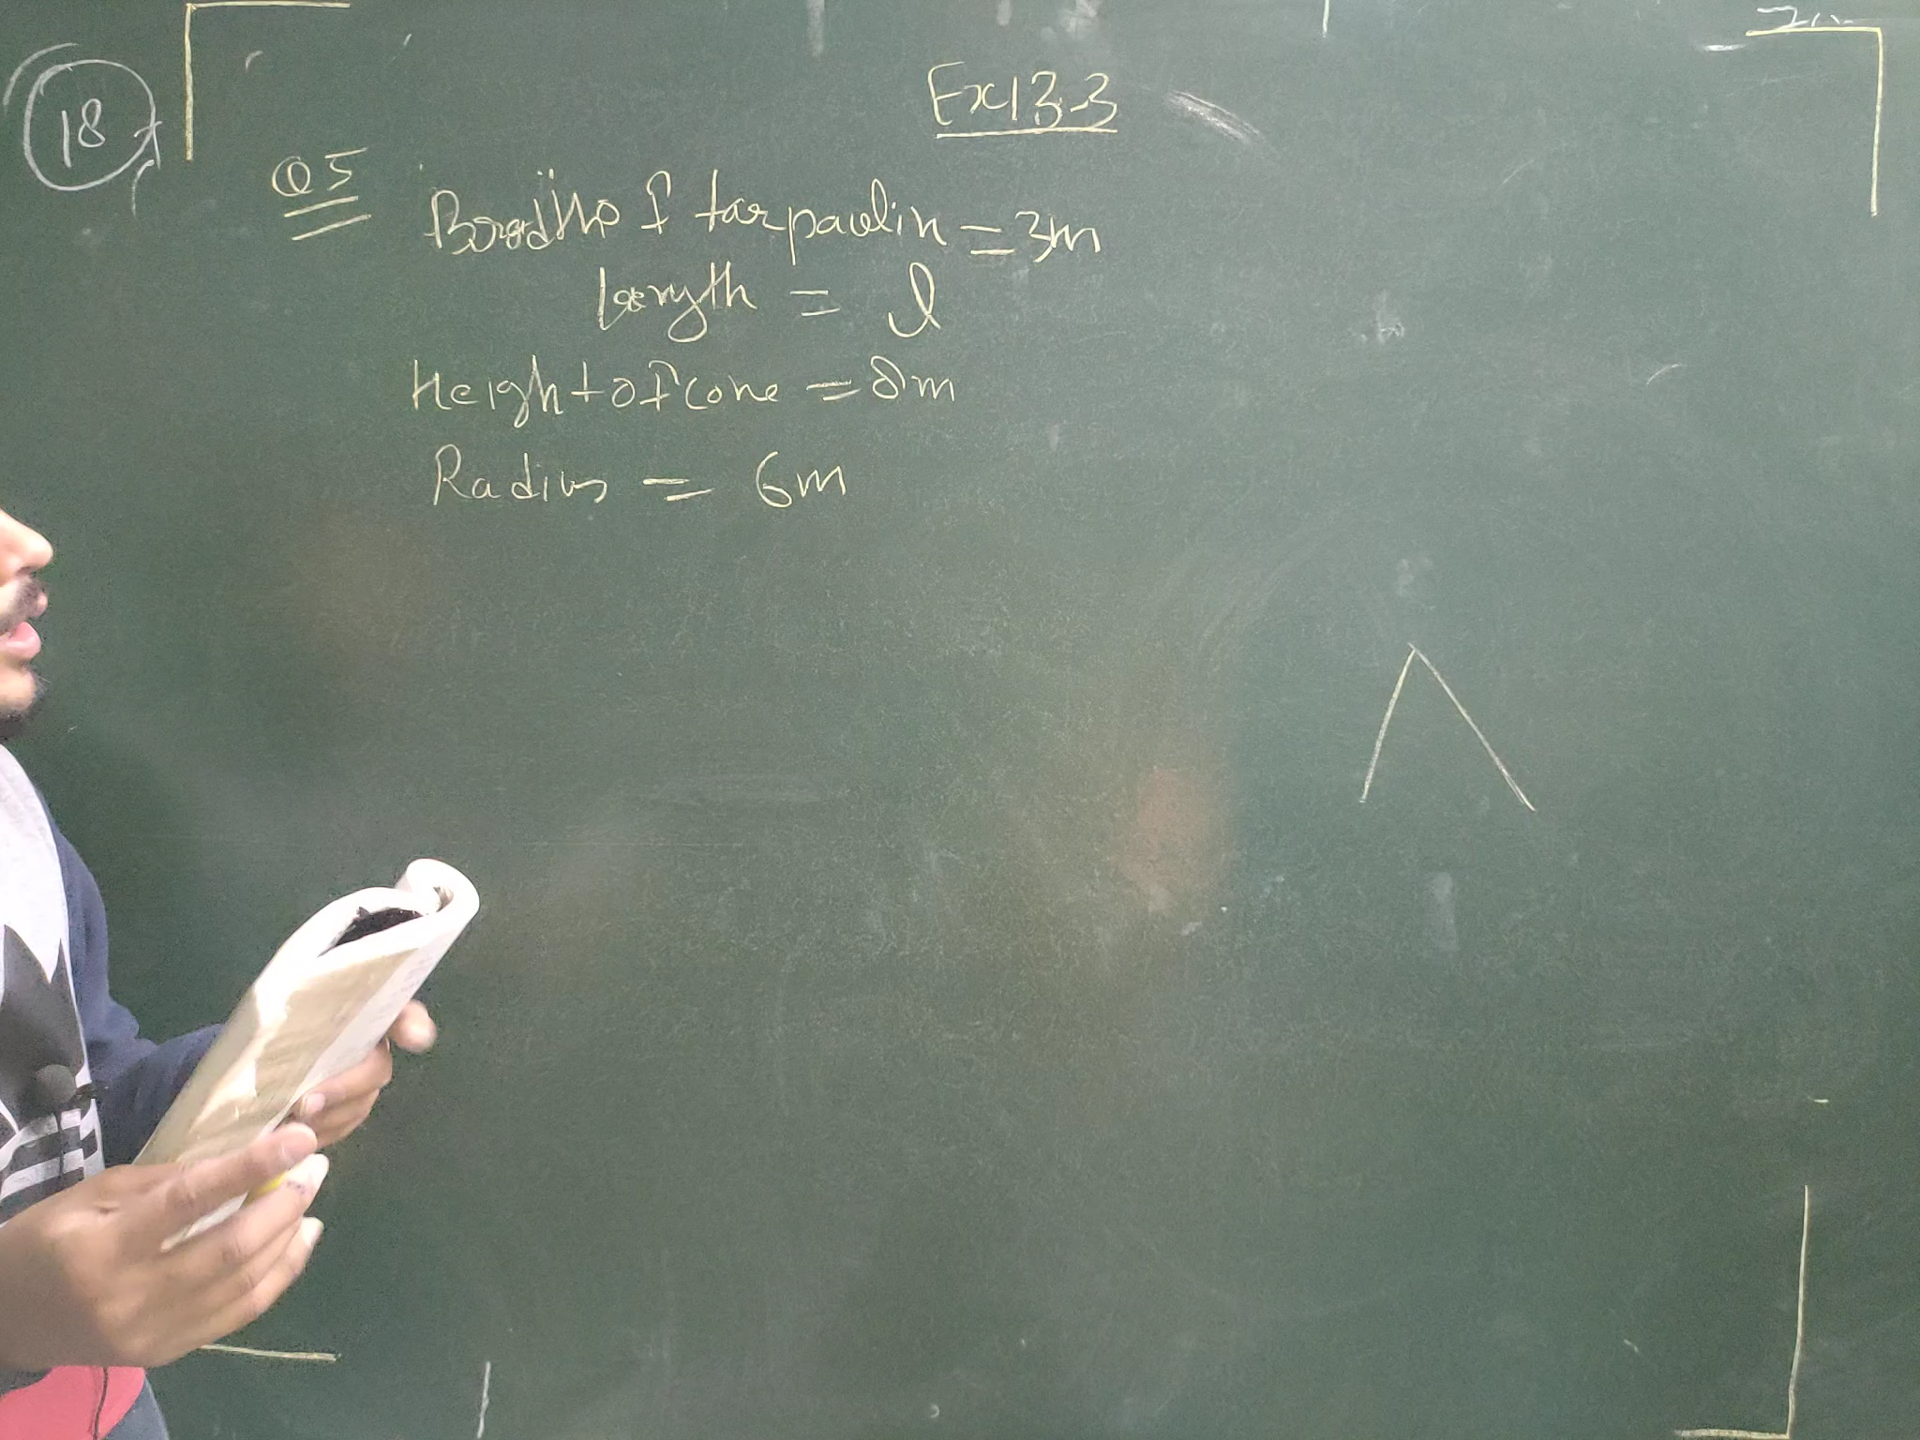 18
Ex13.3
Q5
Breadth of tarpaulin = 3m
Length = l
Height of cone = 8m
Radius = 6m